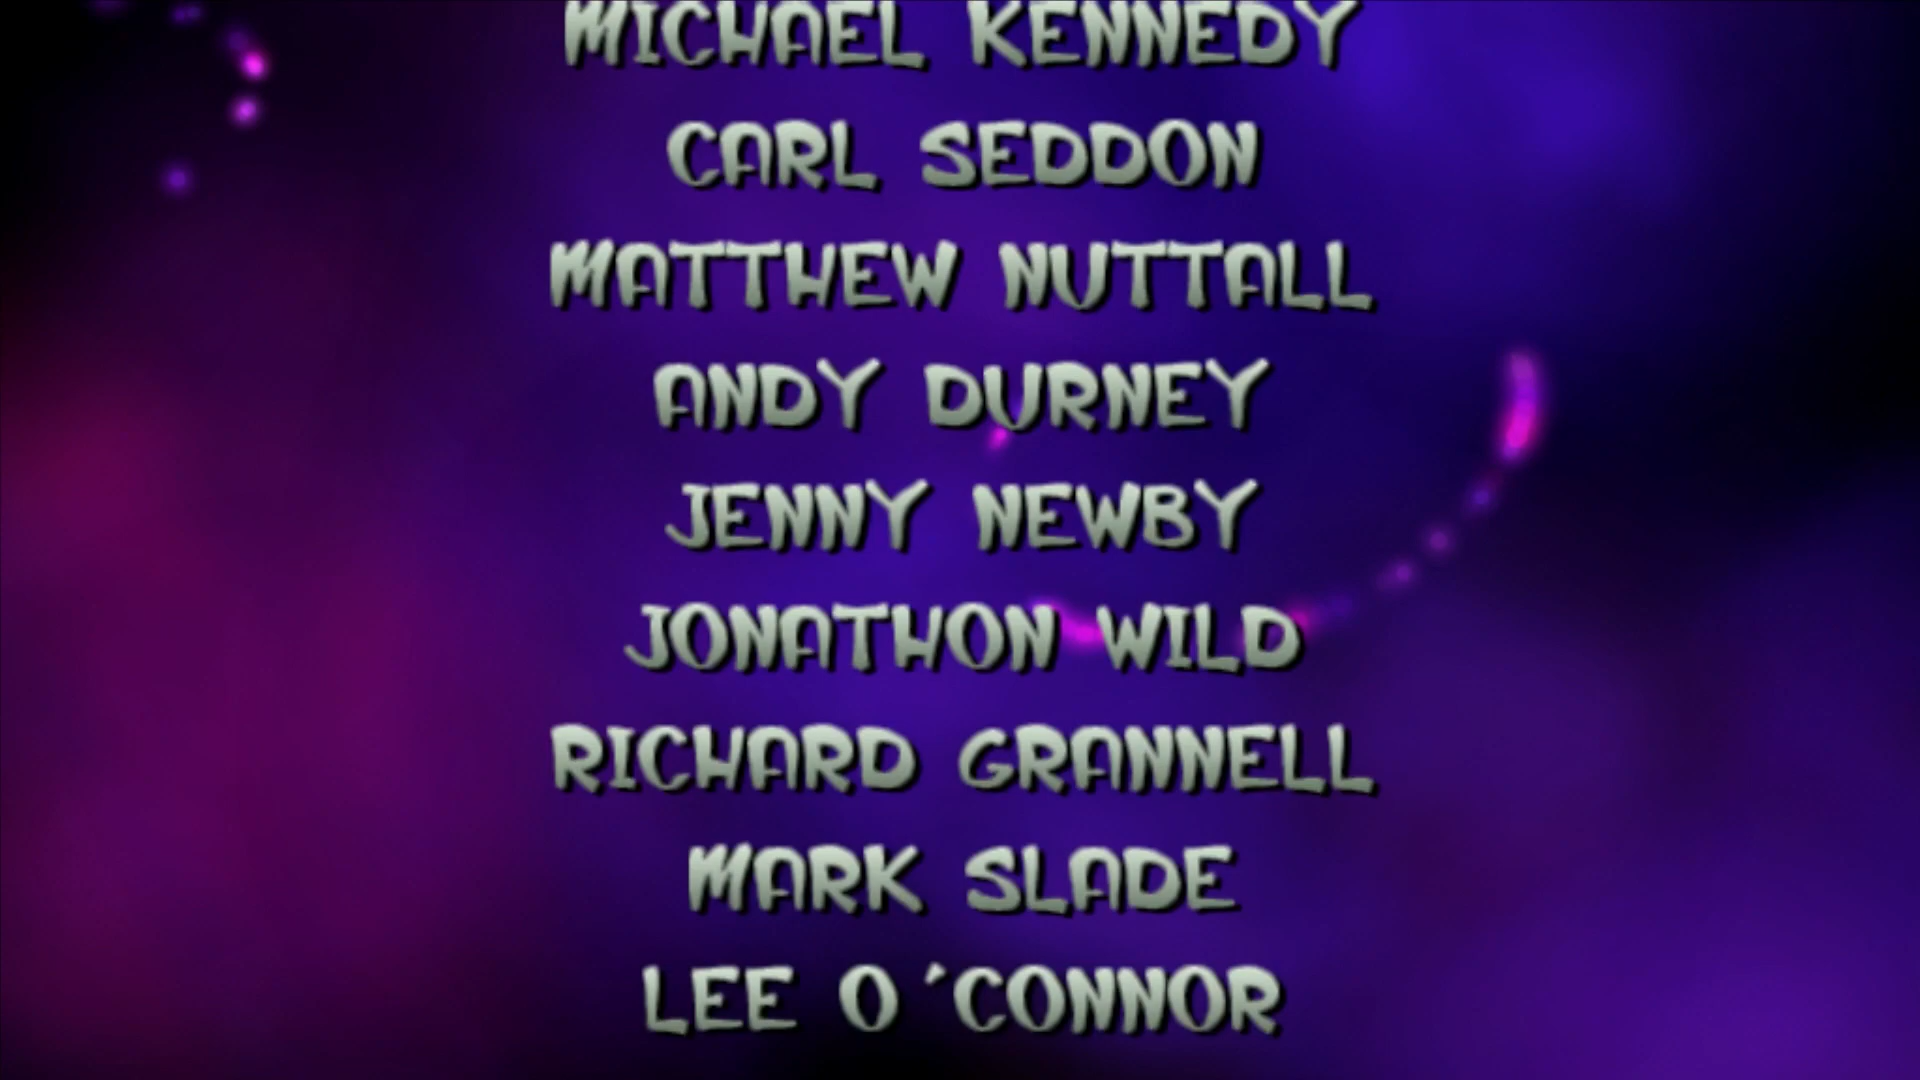 MICHAEL KENNEDY
CARL SEDDON
MATTHEW NUTTALL
ANDY DURNEY
JENNY NEWBY
JONATHON WILD
RICHARD GRANNELL
MARK SLADE
LEE O'CONNOR